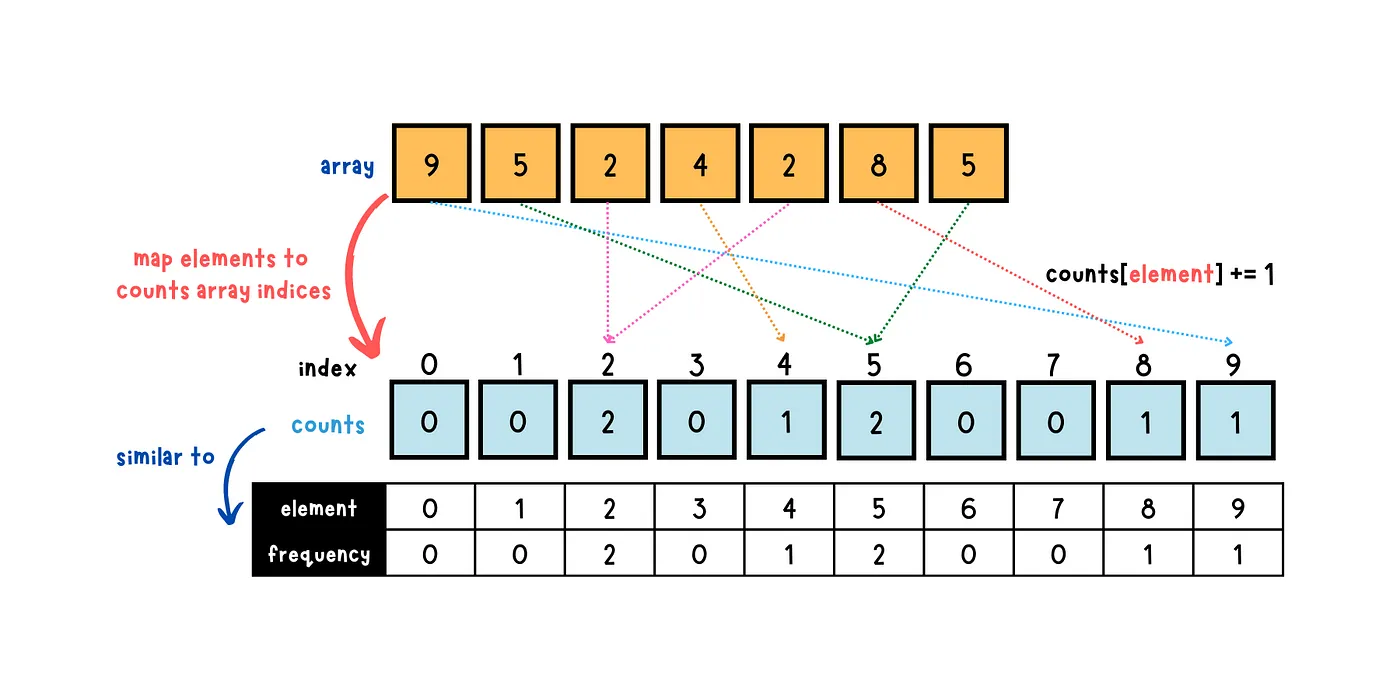 array 9 5 2 4 2 8 5
map elements to
counts array indices
counts[element] += 1
index 0 1 2 3 4 5 6 7 8 9
counts 0 0 2 0 1 2 0 0 1 1
similar to
element 0 1 2 3 4 5 6 7 8 9
frequency 0 0 2 0 1 2 0 0 1 1